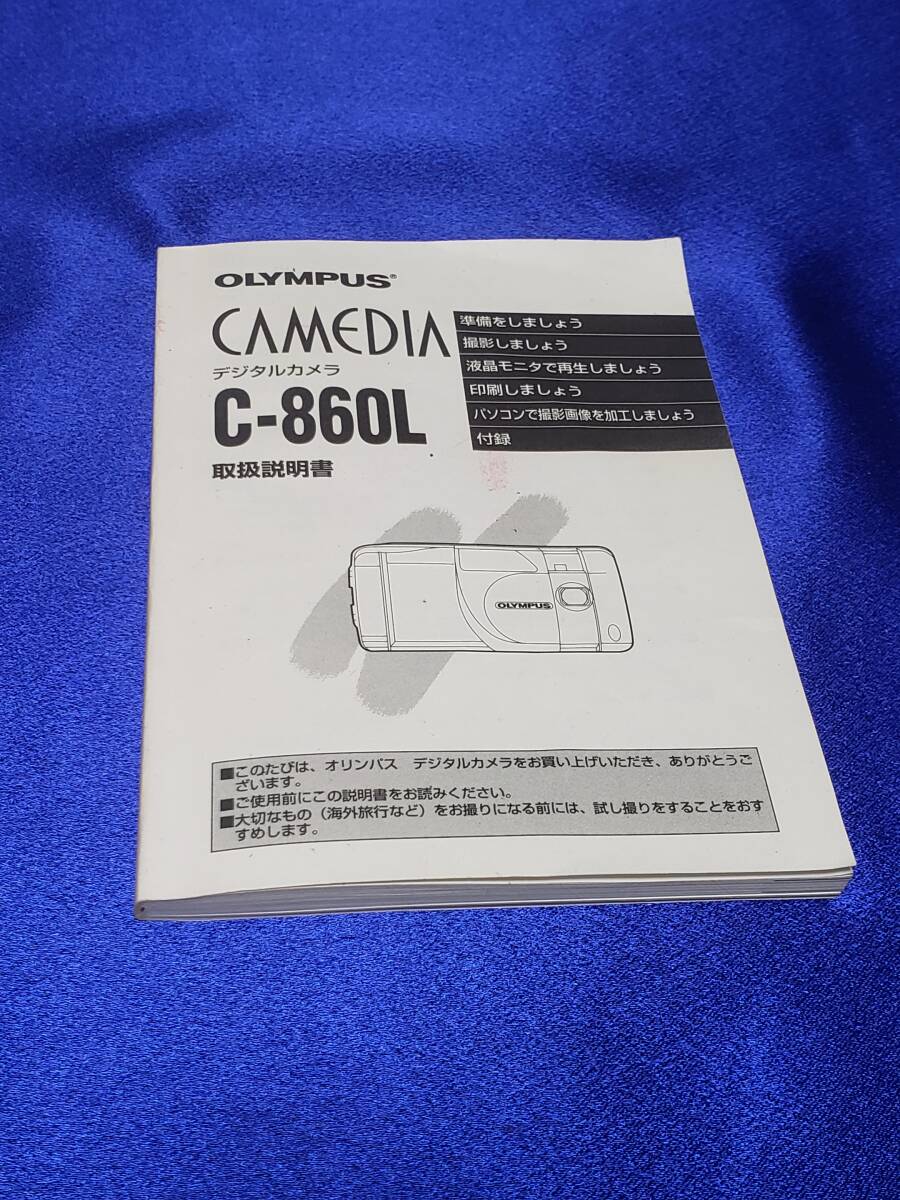 OLYMPUS®
CAMEDIA
デジタルカメラ
C-860L
取扱説明書
準備をしましょう
撮影しましょう
液晶モニタで再生しましょう
印刷しましょう
パソコンで撮影画像を加工しましょう
付録
OLYMPUS
■このたびは、オリンパス デジタルカメラをお買い上げいただき、ありがとうご
ざいます。
■ご使用前にこの説明書をお読みください。
■大切なもの（海外旅行など）をお撮りになる前には、試し撮りをすることをおす
すめします。